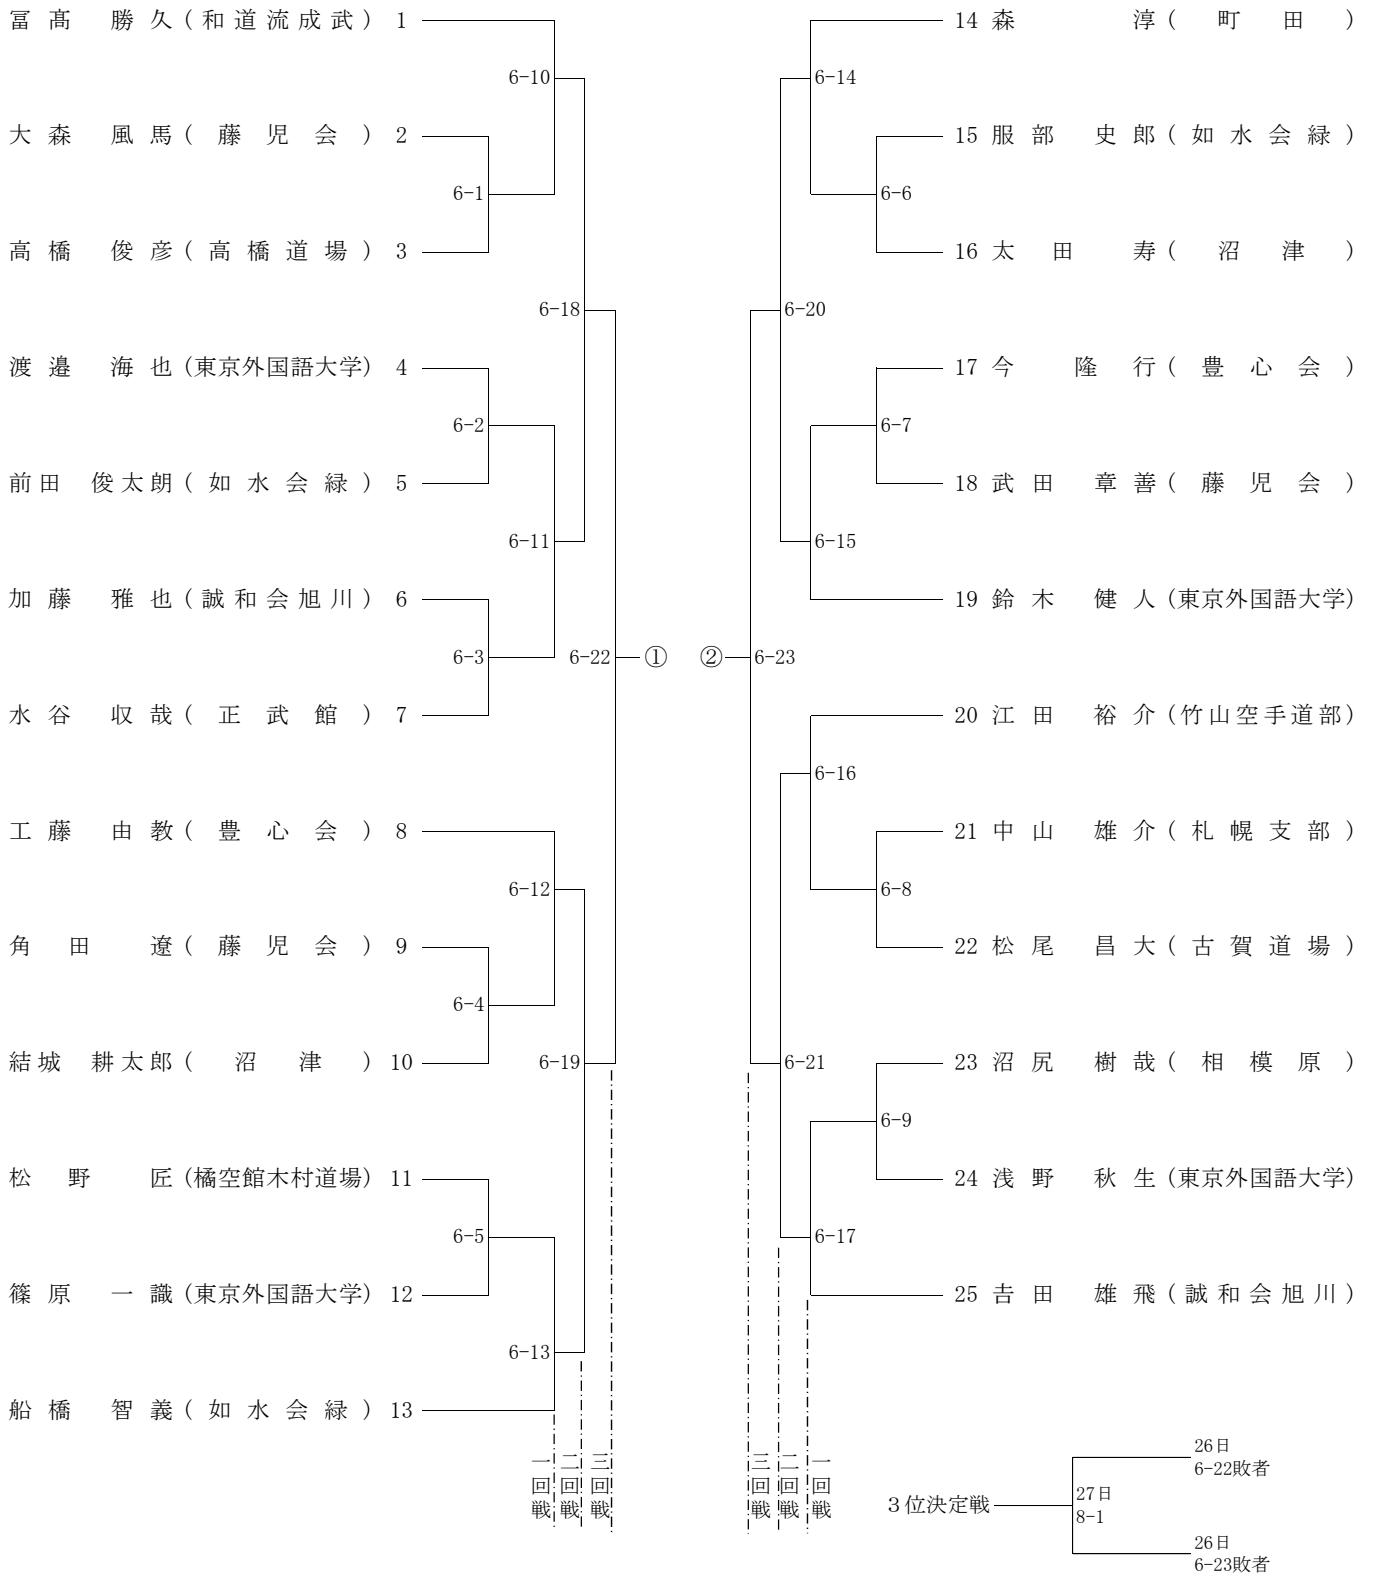 冨髙 勝久(和道流成武) 1
6-10
大森 風馬(藤児会) 2
6-1
高橋 俊彦(高橋道場) 3
6-18
渡邉 海也(東京外国語大学) 4
6-2
前田 俊太朗(如水会緑) 5
6-11
加藤 雅也(誠和会旭川) 6
6-3
6-22
①
水谷 収哉(正武館) 7
工藤 由教(豊心会) 8
6-12
角田 遼(藤児会) 9
6-4
結城 耕太郎(沼津) 10
6-19
松野 匠(橘空館木村道場) 11
6-5
篠原 一識(東京外国語大学) 12
6-13
船橋 智義(如水会緑) 13
一回戦
二回戦
三回戦
14 森 淳(町田)
6-14
15 服部 史郎(如水会緑)
6-6
16 太田 寿(沼津)
6-20
17 今 隆行(豊心会)
6-7
18 武田 章善(藤児会)
6-15
19 鈴木 健人(東京外国語大学)
②
6-23
20 江田 裕介(竹山空手道部)
6-16
21 中山 雄介(札幌支部)
6-8
22 松尾 昌大(古賀道場)
6-21
23 沼尻 樹哉(相模原)
6-9
24 浅野 秋生(東京外国語大学)
6-17
25 吉田 雄飛(誠和会旭川)
三回戦
二回戦
一回戦
26日
6-22敗者
3位決定戦
27日
8-1
26日
6-23敗者